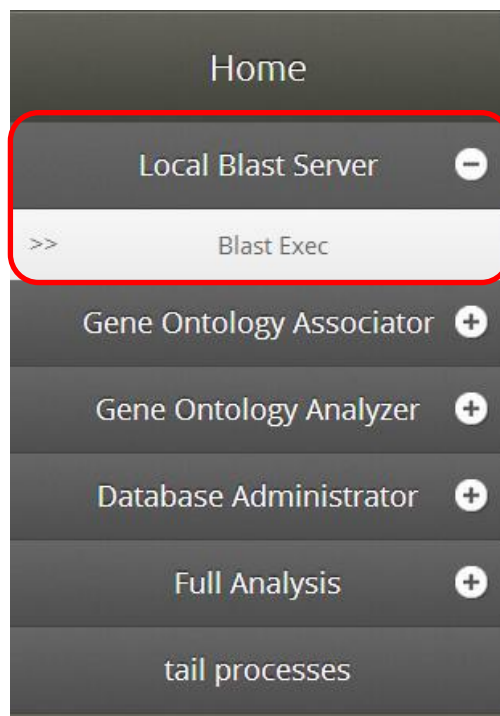 Home
Local Blast Server
>> Blast Exec
Gene Ontology Associator
Gene Ontology Analyzer
Database Administrator
Full Analysis
tail processes